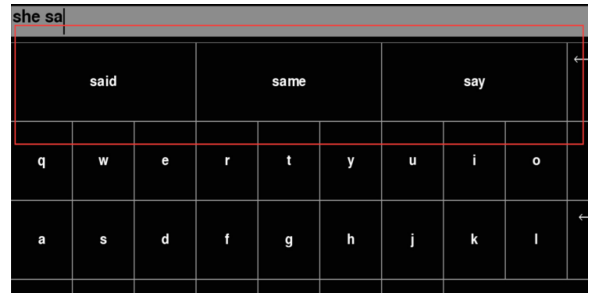 she sa
said same say ←
q w e r t y u i o
a s d f g h j k l ←